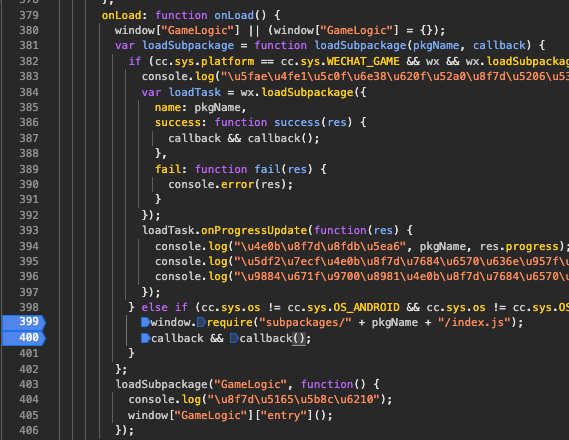 378 };
379 onLoad: function onLoad() {
380 window["GameLogic"] || (window["GameLogic"] = {});
381 var loadSubpackage = function loadSubpackage(pkgName, callback) {
382 if (cc.sys.platform == cc.sys.WECHAT_GAME && wx && wx.loadSubpackag
383 console.log("\u5fae\u4fe1\u5c0f\u6e38\u620f\u52a0\u8f7d\u5206\u53
384 var loadTask = wx.loadSubpackage({
385 name: pkgName,
386 success: function success(res) {
387 callback && callback();
388 },
389 fail: function fail(res) {
390 console.error(res);
391 }
392 });
393 loadTask.onProgressUpdate(function(res) {
394 console.log("\u4e0b\u8f7d\u8fdb\u5ea6", pkgName, res.progress);
395 console.log("\u5df2\u7ecf\u4e0b\u8f7d\u7684\u6570\u636e\u957f\u
396 console.log("\u9884\u671f\u9700\u8981\u4e0b\u8f7d\u7684\u6570\u
397 });
398 } else if (cc.sys.os != cc.sys.OS_ANDROID && cc.sys.os != cc.sys.OS
399 window.require("subpackages/" + pkgName + "/index.js");
400 callback && callback();
401 }
402 };
403 loadSubpackage("GameLogic", function() {
404 console.log("\u8f7d\u5165\u5b8c\u6210");
405 window["GameLogic"]["entry"]();
406 });